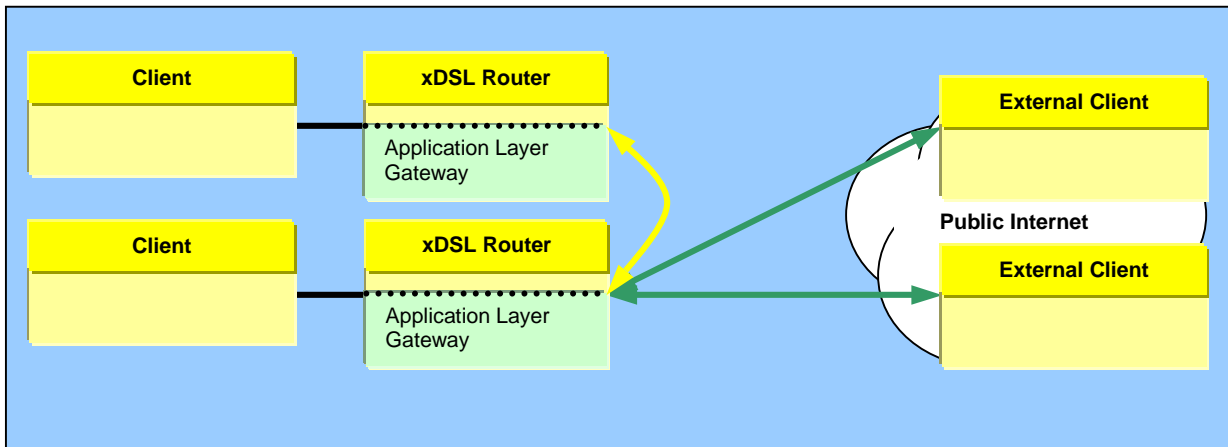 Client
xDSL Router
Application Layer
Gateway
External Client
Public Internet
Client
xDSL Router
Application Layer
Gateway
External Client